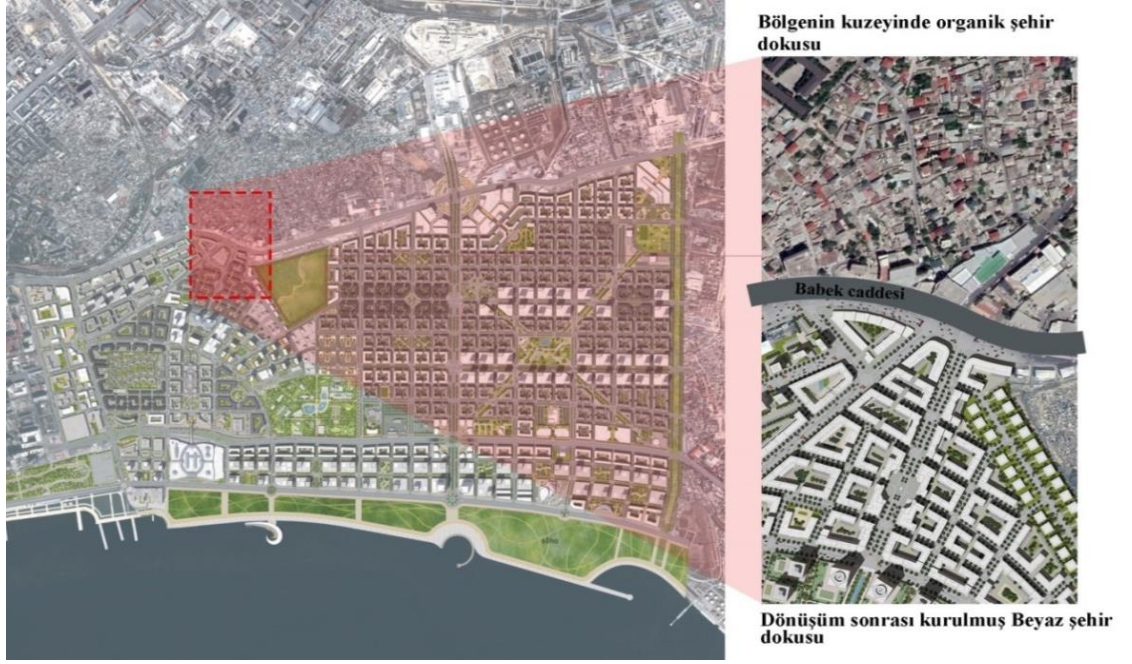 Bölgenin kuzeyinde organik şehir
dokusu
Babek caddesi
Dönüşüm sonrası kurulmuş Beyaz şehir
dokusu